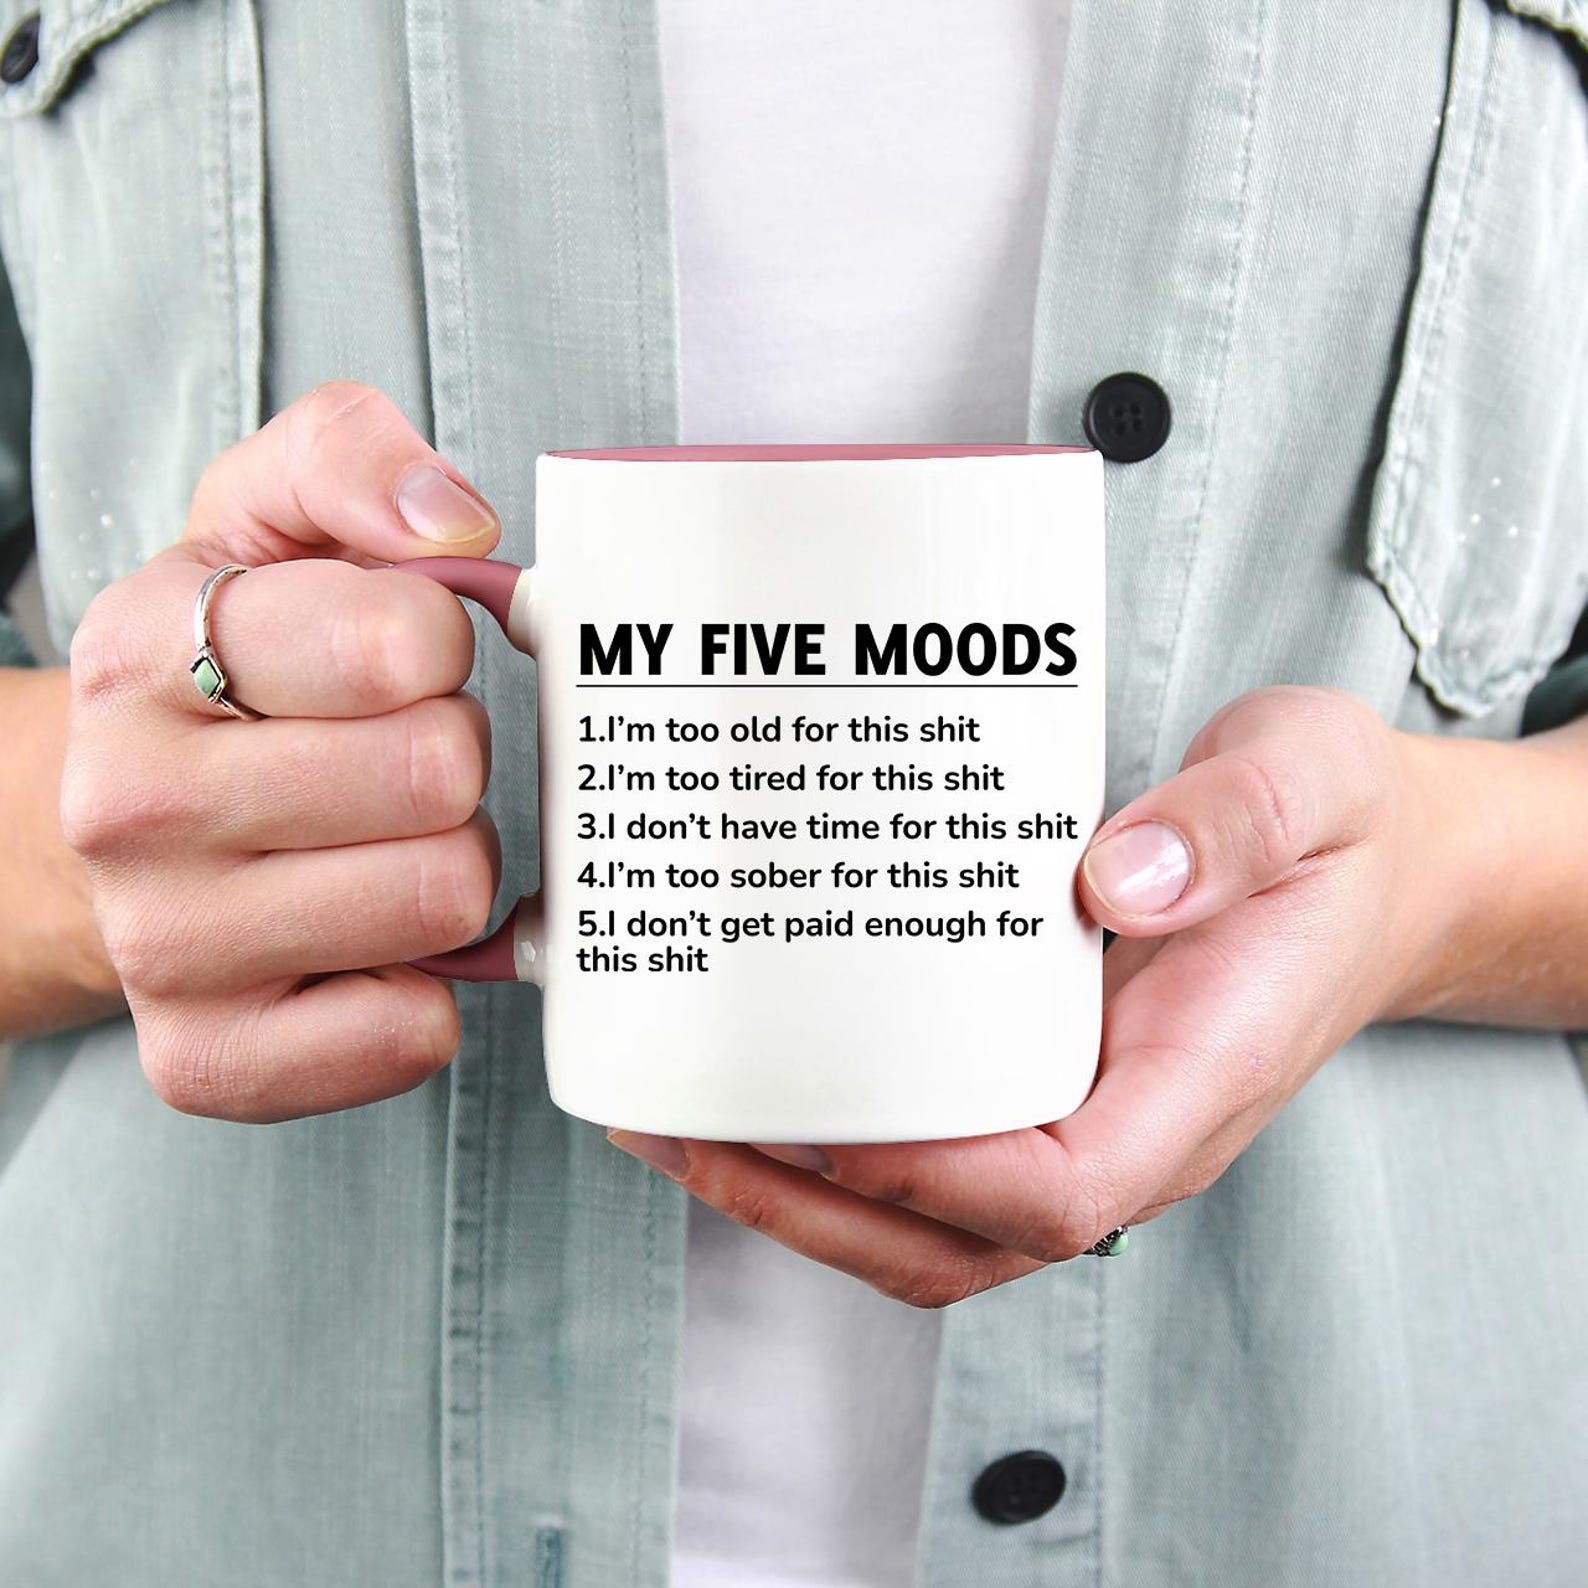 MY FIVE MOODS
1.I'm too old for this shit
2.I'm too tired for this shit
3.I don't have time for this shit
4.I'm too sober for this shit
5.I don't get paid enough for
this shit